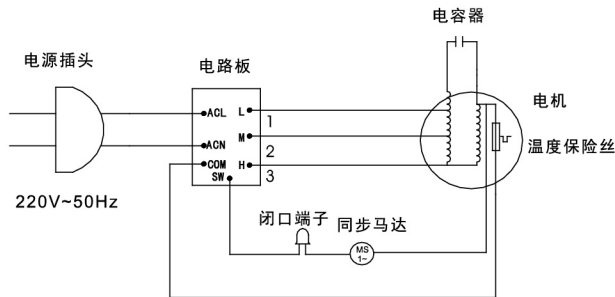 电容器
电源插头
电路板
电机
ACL
L
1
M
ACN
2
COM
H
SW
3
温度保险丝
220V~50Hz
闭口端子
同步马达
MS
1~